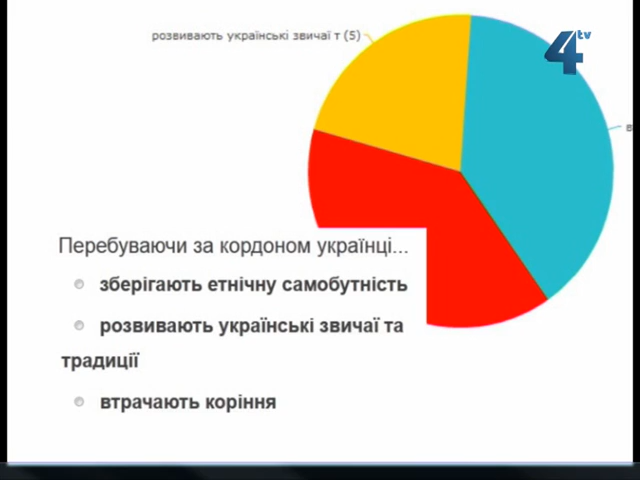 розвивають українські звичаї т (5)
4tv
в
Перебуваючи за кордоном українці...
зберігають етнічну самобутність
розвивають українські звичаї та
традиції
втрачають коріння